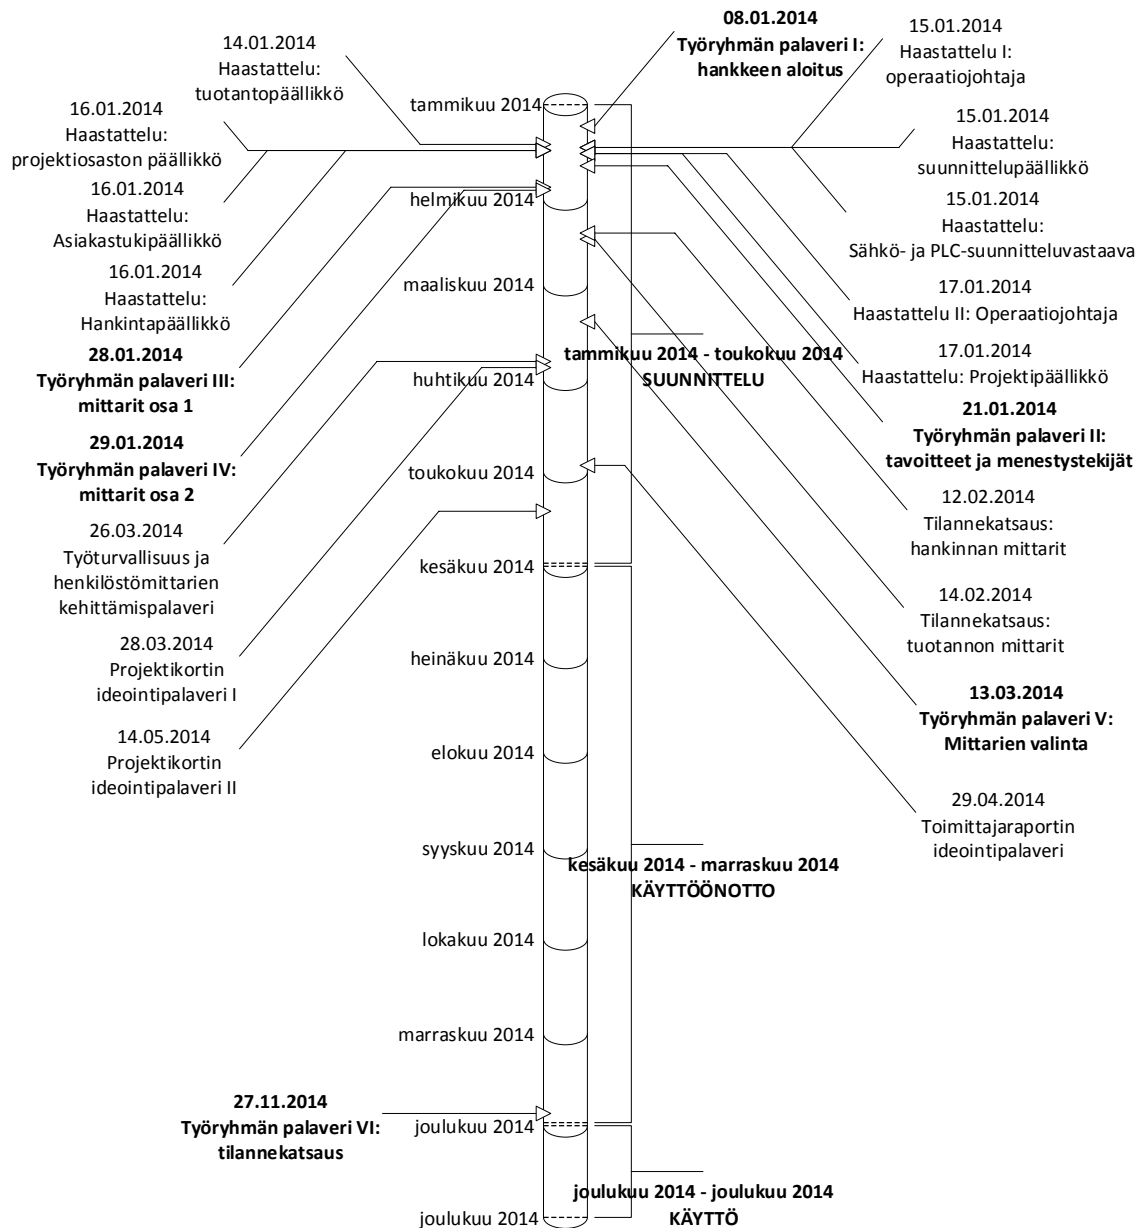 14.01.2014
Haastattelu:
tuotantopäällikkö
16.01.2014
Haastattelu:
projektiosaston päällikkö
16.01.2014
Haastattelu:
Asiakastukipäällikkö
16.01.2014
Haastattelu:
Hankintapäällikkö
28.01.2014
Työryhmän palaveri III:
mittarit osa 1
29.01.2014
Työryhmän palaveri IV:
mittarit osa 2
26.03.2014
Työturvallisuus ja
henkilöstömittarien
kehittämispalaveri
28.03.2014
Projektikortin
ideointipalaveri I
14.05.2014
Projektikortin
ideointipalaveri II
27.11.2014
Työryhmän palaveri VI:
tilannekatsaus
tammikuu 2014
helmikuu 2014
maaliskuu 2014
huhtikuu 2014
toukokuu 2014
kesäkuu 2014
heinäkuu 2014
elokuu 2014
syyskuu 2014
lokakuu 2014
marraskuu 2014
joulukuu 2014
joulukuu 2014
tammikuu 2014 - toukokuu 2014
SUUNNITTELU
kesäkuu 2014 - marraskuu 2014
KÄYTTÖÖNOTTO
joulukuu 2014 - joulukuu 2014
KÄYTTÖ
08.01.2014
Työryhmän palaveri I:
hankkeen aloitus
15.01.2014
Haastattelu I:
operaatiojohtaja
15.01.2014
Haastattelu:
suunnittelupäällikkö
15.01.2014
Haastattelu:
Sähkö- ja PLC-suunnitteluvastaava
17.01.2014
Haastattelu II: Operaatiojohtaja
17.01.2014
Haastattelu: Projektipäällikkö
21.01.2014
Työryhmän palaveri II:
tavoitteet ja menestystekijät
12.02.2014
Tilannekatsaus:
hankinnan mittarit
14.02.2014
Tilannekatsaus:
tuotannon mittarit
13.03.2014
Työryhmän palaveri V:
Mittarien valinta
29.04.2014
Toimittajaraportin
ideointipalaveri